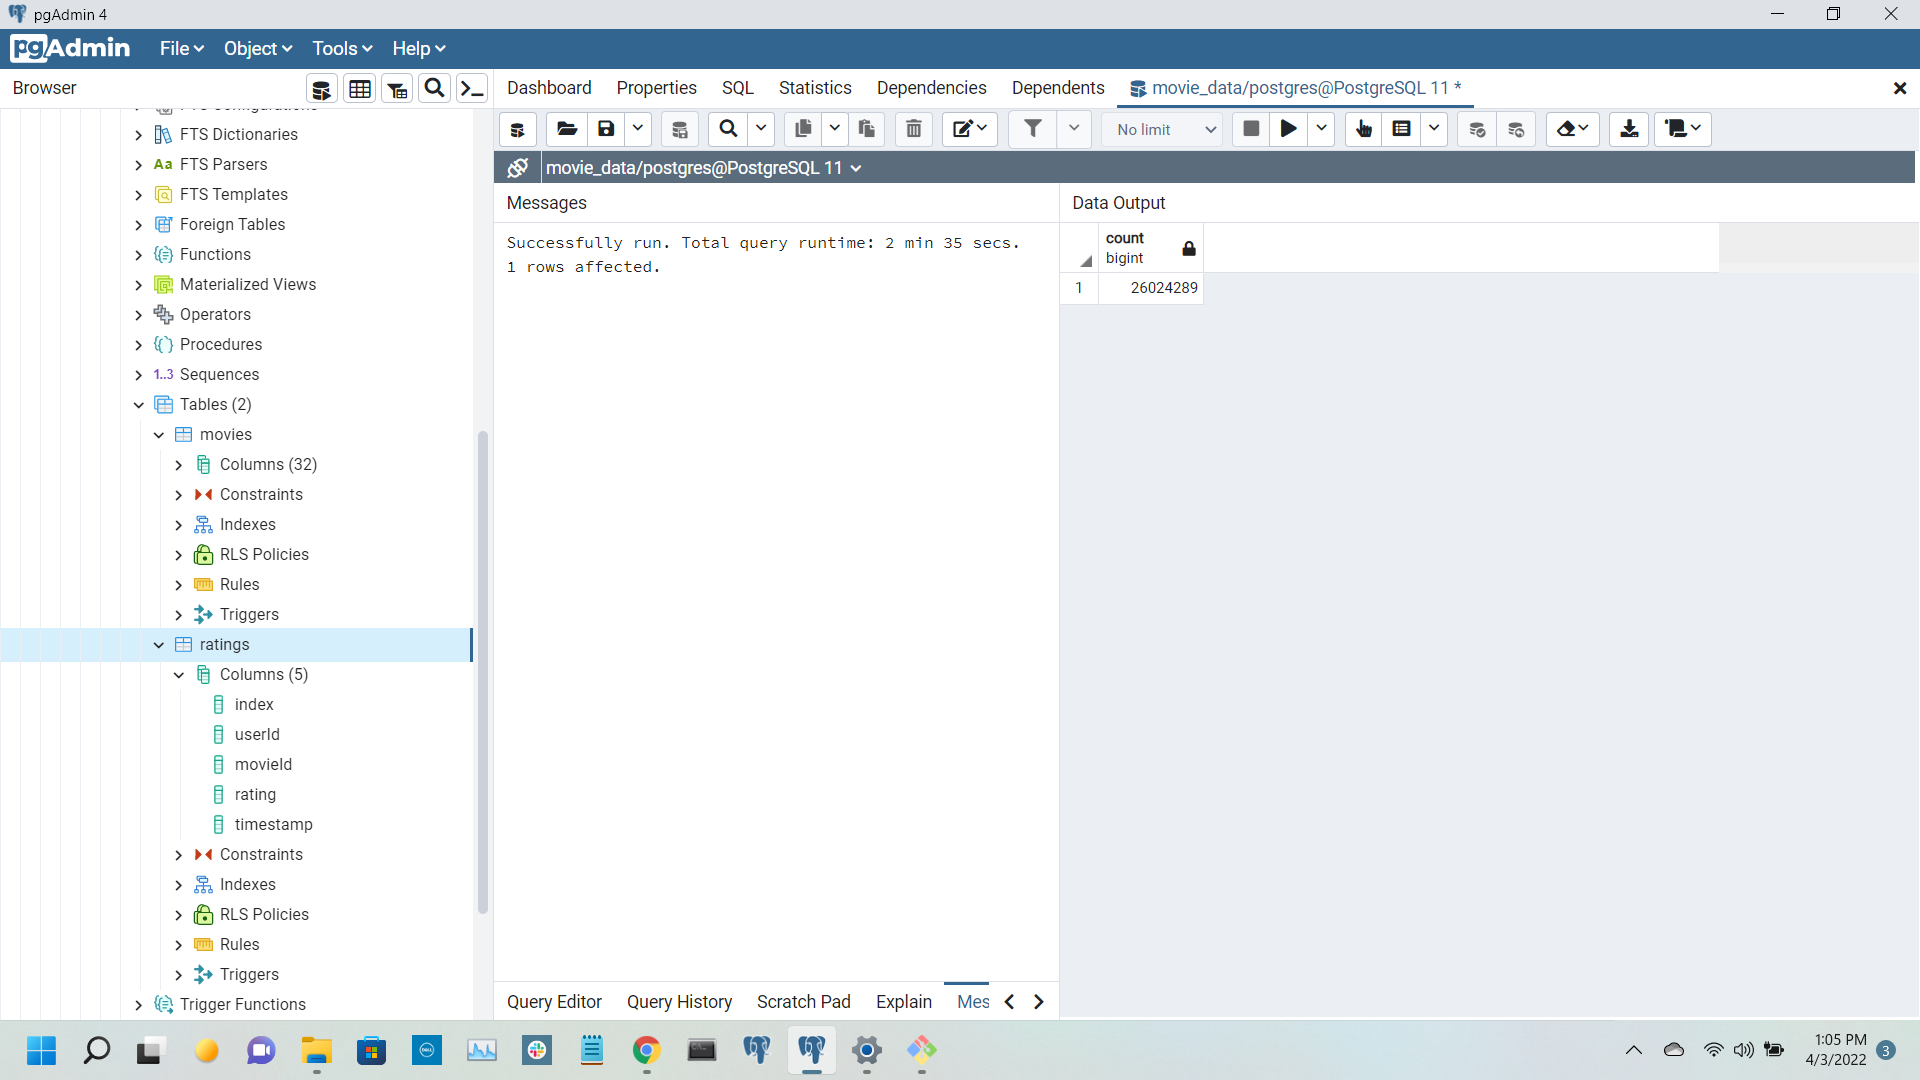 pgAdmin 4
pgAdmin File Object Tools Help
Browser
Dashboard Properties SQL Statistics Dependencies Dependents movie_data/postgres@PostgreSQL 11 *
No limit
movie_data/postgres@PostgreSQL 11
FTS Configurations
FTS Dictionaries
Aa FTS Parsers
FTS Templates
Foreign Tables
Functions
Materialized Views
Operators
Procedures
1..3 Sequences
Tables (2)
movies
Columns (32)
Constraints
Indexes
RLS Policies
Rules
Triggers
ratings
Columns (5)
index
userId
movieId
rating
timestamp
Constraints
Indexes
RLS Policies
Rules
Triggers
Trigger Functions
Messages
Successfully run. Total query runtime: 2 min 35 secs.
1 rows affected.
Data Output
count
bigint
1 26024289
Query Editor Query History Scratch Pad Explain Mes
DELL
1:05 PM
4/3/2022
3